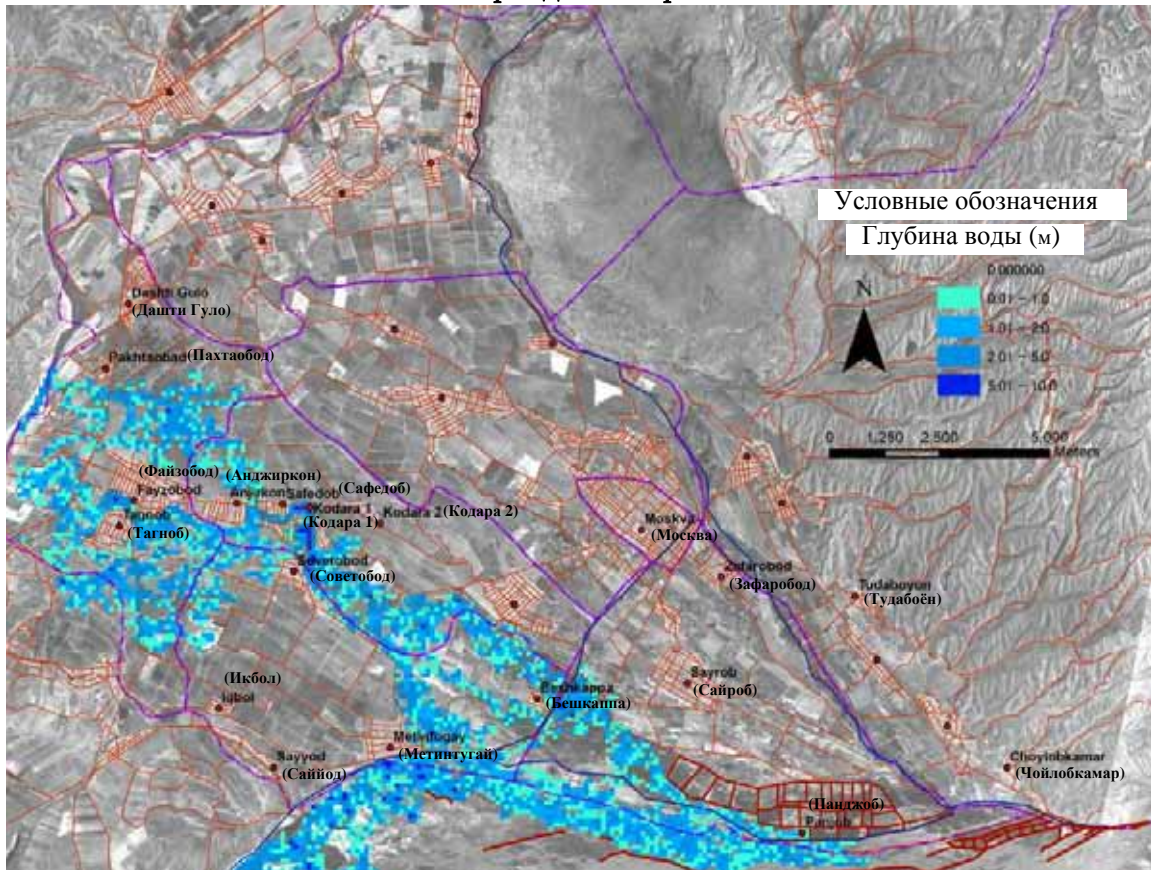 Условные обозначения
Глубина воды (м)
0.000000
0.01 – 1.0
1.01 – 2.0
2.01 – 5.0
5.01 – 10.0
N
0 1,250 2,500 5,000
Meters
Dashti Gulo
(Дашти Гуло)
Pakhtaobad (Пахтаобод)
(Файзобод)
Fayzobod
(Анджиркон)
Anjirkon
Safedob
(Сафедоб)
Kodara 1
(Кодара 1)
Kodara 2 (Кодара 2)
Tagnob
(Тагноб)
Moskva
(Москва)
Sovetobod
(Советобод)
Zafarobod
(Зафаробод)
Tudaboyon
(Тудабоён)
(Икбол)
Iqbol
Sayrob
(Сайроб)
Beshkappa
(Бешкаппа)
Metintugay
(Метинтугай)
Sayyod
(Саййод)
Choylobkamar
(Чойлобкамар)
(Панджоб)
Panjob